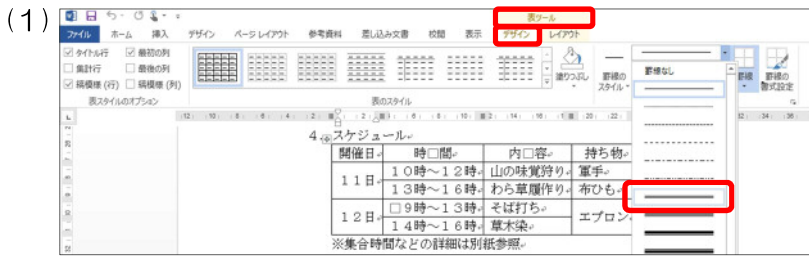 (1)
表ツール
ファイル ホーム 挿入 デザイン ページ レイアウト 参考資料 差し込み文書 校閲 表示 デザイン レイアウト
タイトル行 最初の列
集計行 最後の列
縞模様 (行) 縞模様 (列)
表スタイルのオプション
表のスタイル
塗りつぶし
罫線のスタイル
罫線なし
罫線
罫線の書式設定
4.スケジュール
開催日 時□間 内□容 持ち物
11日 10時~12時 山の味覚狩り 軍手
13時~16時 わら草履作り 布ひも
12日 □9時~13時 そば打ち エプロン
14時~16時 草木染
※集合時間などの詳細は別紙参照